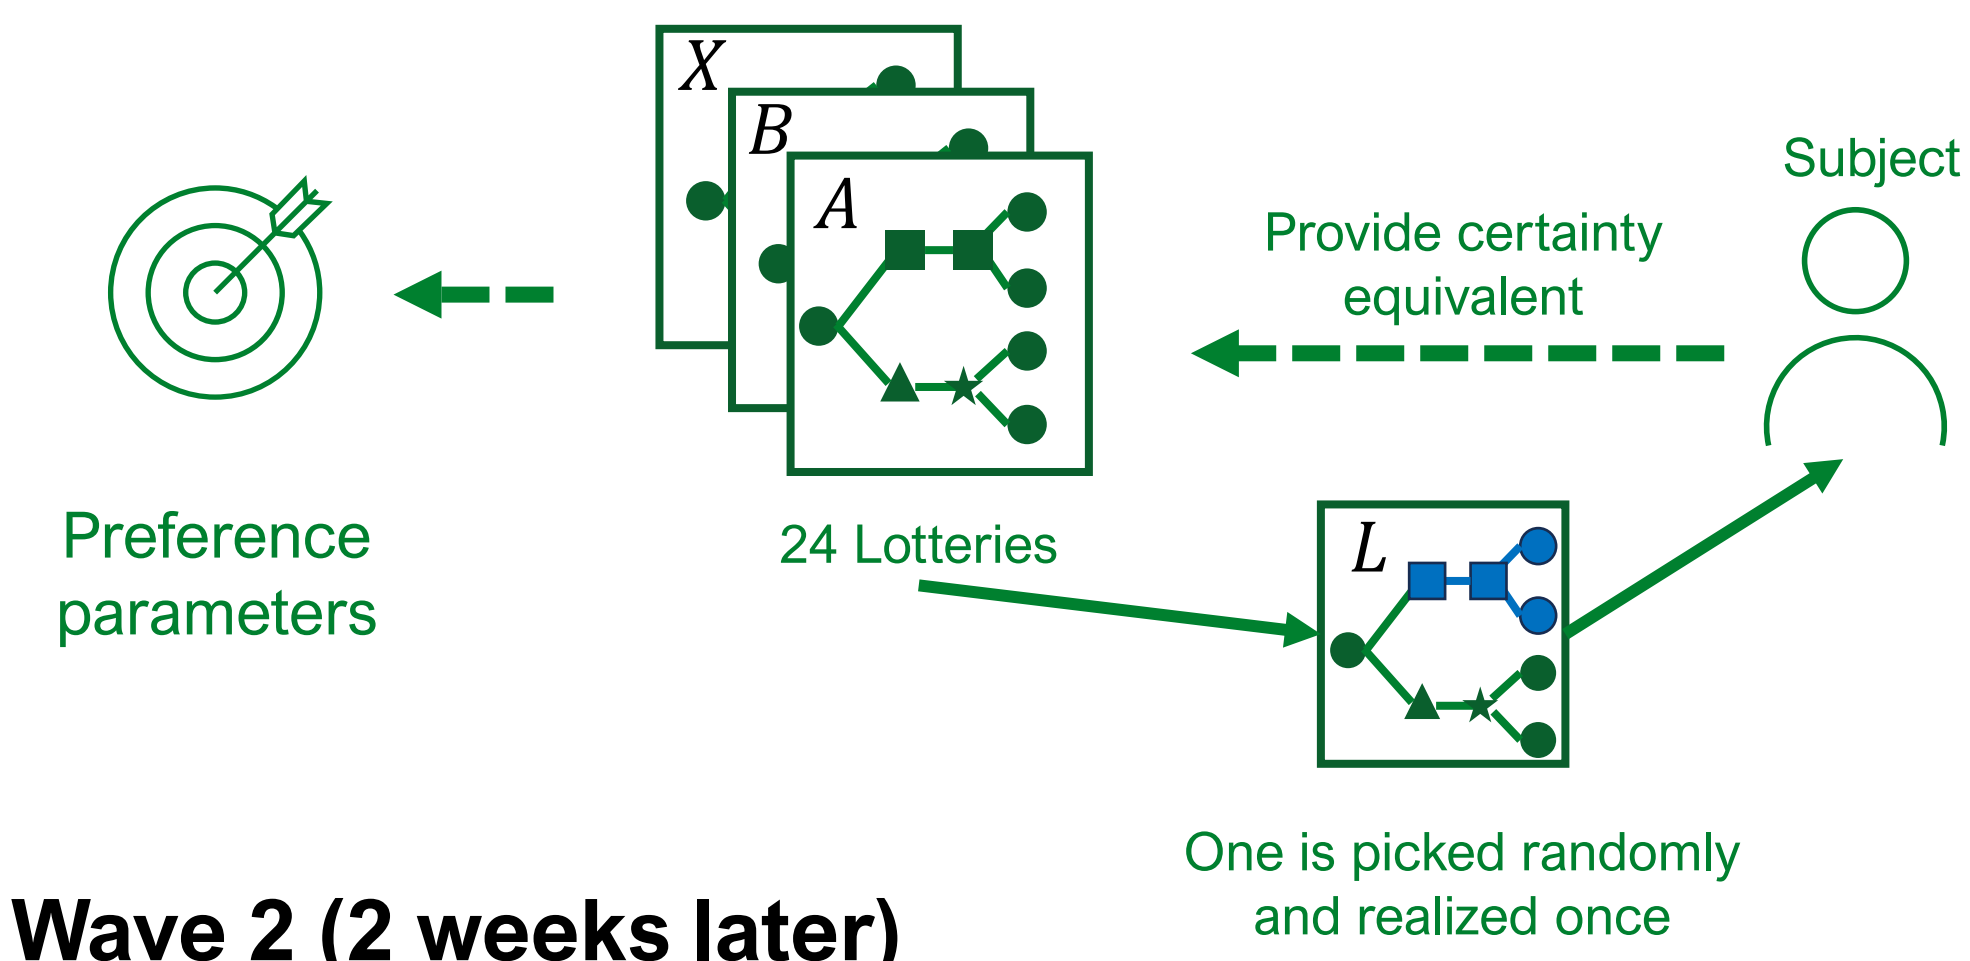 X
B
A
Subject
Provide certainty
equivalent
Preference
parameters
24 Lotteries
L
One is picked randomly
and realized once
Wave 2 (2 weeks later)